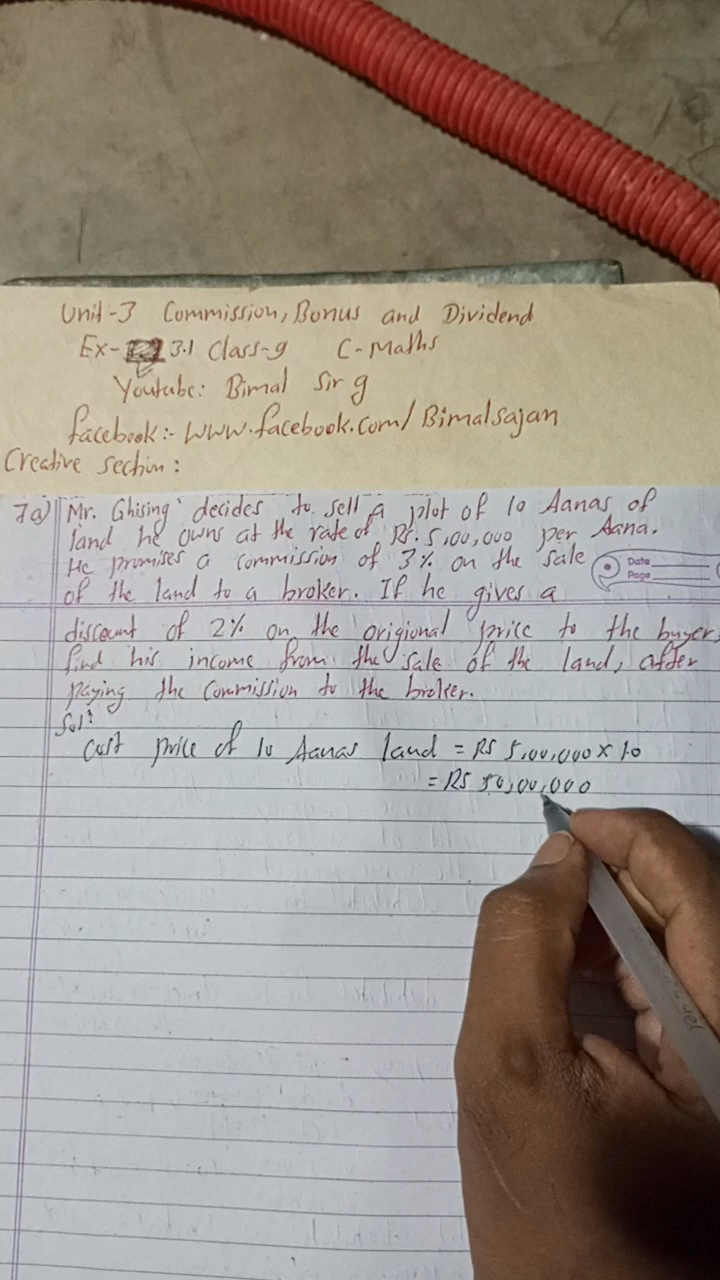 Unit-3 Commission, Bonus and Dividend
Ex- 3.1 Class-9 C-Maths
Youtube: Bimal Sir g
facebook:- www.facebook.com/Bimalsajan
Creative section:
7a) Mr. Ghising decides to sell a plot of 10 Aanas of
land he owns at the rate of Rs. 5,00,000 per Aana.
He promises a commission of 3% on the sale
Date
Page
of the land to a broker. If he gives a
discount of 2% on the origional price to the buyer,
find his income from the sale of the land, after
paying the commission to the broker.
Sol:
Cost price of 10 Aanas land = RS 5,00,000 x 10
= RS 50,00,000